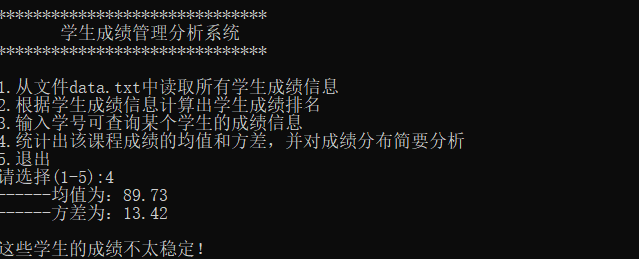 ******************************
学生成绩管理分析系统
******************************
1.从文件data.txt中读取所有学生成绩信息
2.根据学生成绩信息计算出学生成绩排名
3.输入学号可查询某个学生的成绩信息
4.统计出该课程成绩的均值和方差，并对成绩分布简要分析
5.退出
请选择(1-5):4
------均值为：89.73
------方差为：13.42
这些学生的成绩不太稳定！